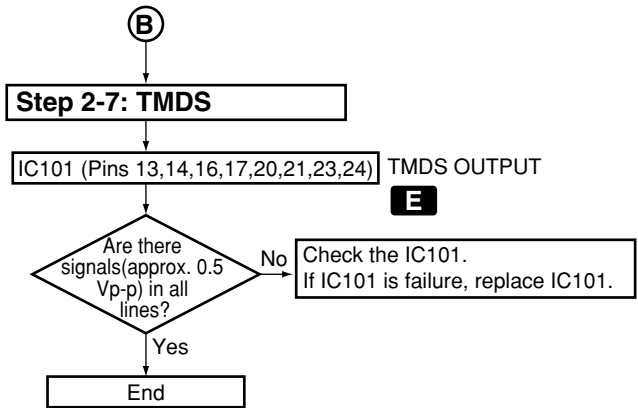 B
Step 2-7: TMDS
IC101 (Pins 13,14,16,17,20,21,23,24)
TMDS OUTPUT
E
Are there
signals(approx. 0.5
Vp-p) in all
lines?
No
Check the IC101.
If IC101 is failure, replace IC101.
Yes
End